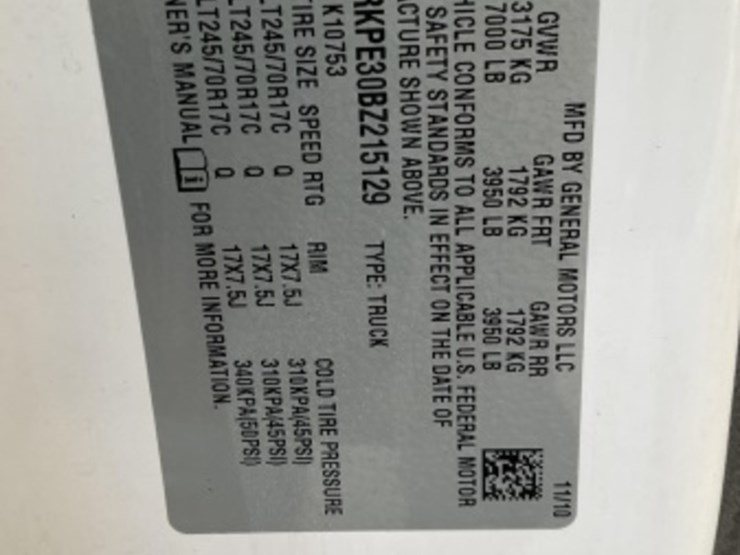 MFD BY GENERAL MOTORS LLC 11/10
GVWR GAWR FRT GAWR RR
3175 KG 1792 KG 1792 KG
7000 LB 3950 LB 3950 LB
HICLE CONFORMS TO ALL APPLICABLE U.S. FEDERAL MOTOR
SAFETY STANDARDS IN EFFECT ON THE DATE OF
CTURE SHOWN ABOVE.
RKPE30BZ215129 TYPE: TRUCK
K10753
IRE SIZE SPEED RTG RIM COLD TIRE PRESSURE
LT245/70R17C Q 17X7.5J 310KPA(45PSI)
LT245/70R17C Q 17X7.5J 310KPA(45PSI)
LT245/70R17C Q 17X7.5J 340KPA(50PSI)
NER'S MANUAL i FOR MORE INFORMATION.